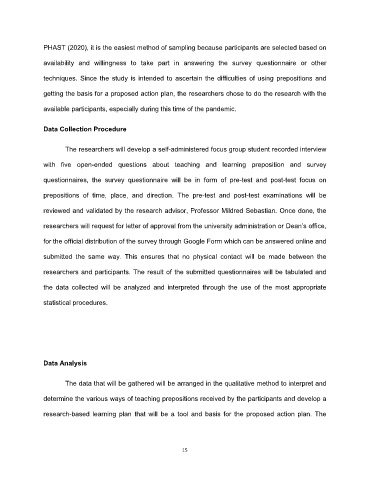 PHAST (2020), it is the easiest method of sampling because participants are selected based on
availability and willingness to take part in answering the survey questionnaire or other
techniques. Since the study is intended to ascertain the difficulties of using prepositions and
getting the basis for a proposed action plan, the researchers chose to do the research with the
available participants, especially during this time of the pandemic.
Data Collection Procedure
The researchers will develop a self-administered focus group student recorded interview
with five open-ended questions about teaching and learning preposition and survey
questionnaires, the survey questionnaire will be in form of pre-test and post-test focus on
prepositions of time, place, and direction. The pre-test and post-test examinations will be
reviewed and validated by the research advisor, Professor Mildred Sebastian. Once done, the
researchers will request for letter of approval from the university administration or Dean's office,
for the official distribution of the survey through Google Form which can be answered online and
submitted the same way. This ensures that no physical contact will be made between the
researchers and participants. The result of the submitted questionnaires will be tabulated and
the data collected will be analyzed and interpreted through the use of the most appropriate
statistical procedures.
Data Analysis
The data that will be gathered will be arranged in the qualitative method to interpret and
determine the various ways of teaching prepositions received by the participants and develop a
research-based learning plan that will be a tool and basis for the proposed action plan. The
15